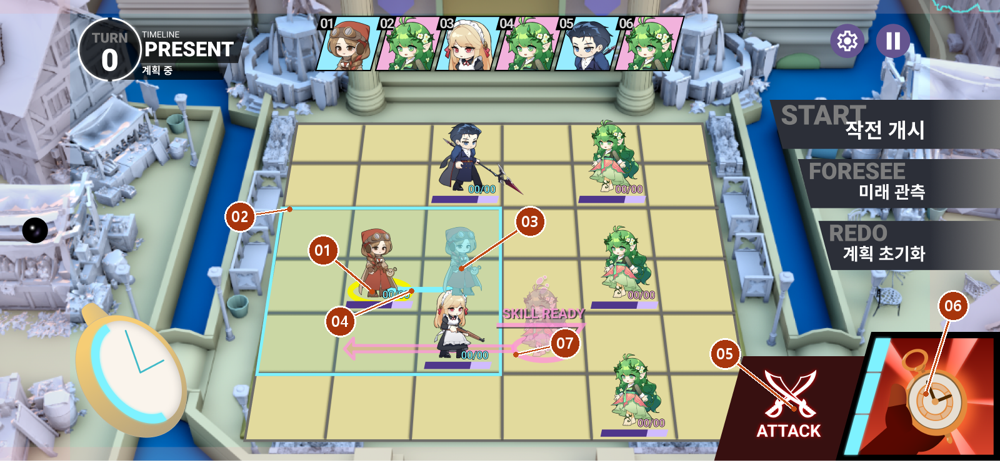 01 02 03 04 05 06
TURN
0
TIMELINE
PRESENT
계획 중
START
작전 개시
FORESEE
미래 관측
REDO
계획 초기화
00/00
00/00
02
03
01
00/00
00/00
04
SKILL READY
07
00/00
05
06
00/00
ATTACK